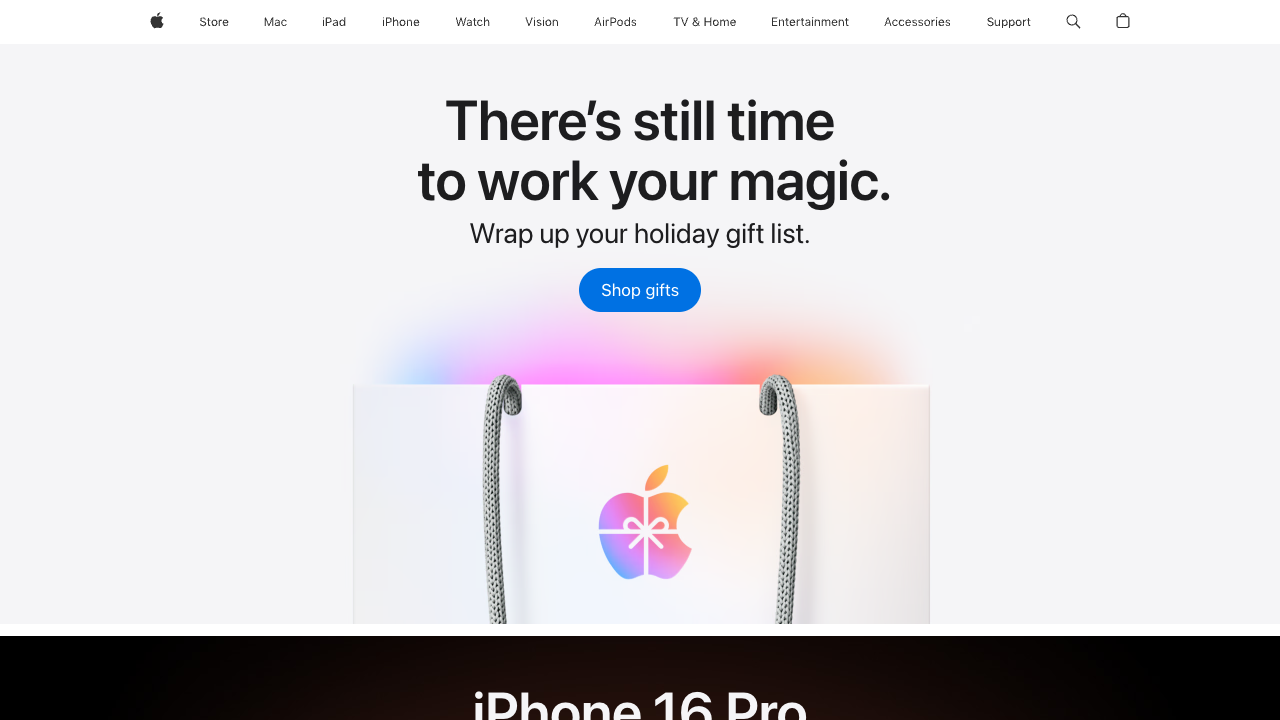 Store Mac iPad iPhone Watch Vision AirPods TV & Home Entertainment Accessories Support
There’s still time
to work your magic.
Wrap up your holiday gift list.
Shop gifts
iPhone 16 Pro